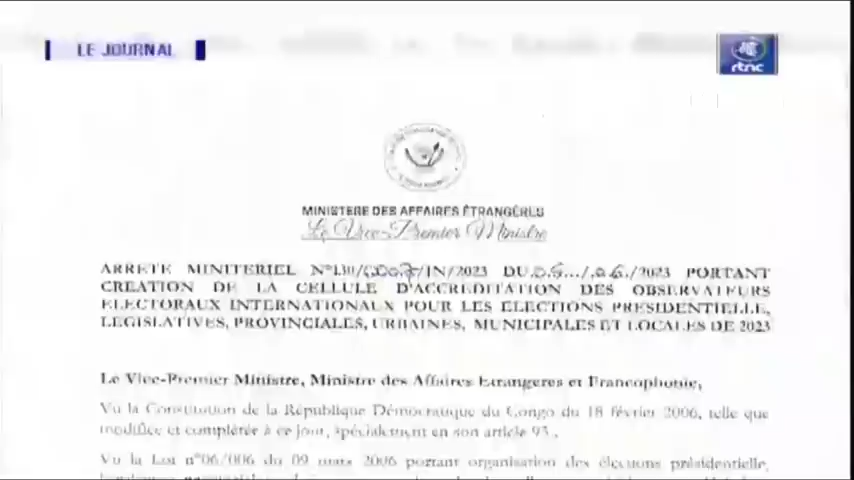 LE JOURNAL
rtnc
MINISTERE DES AFFAIRES ÉTRANGÈRES
Le Vice-Premier Ministre
ARRETE MINITERIEL N°130/ /IN/2023 DU /2023 PORTANT
CREATION DE LA CELLULE D'ACCREDITATION DES OBSERVATEURS
ELECTORAUX INTERNATIONAUX POUR LES ELECTIONS PRESIDENTIELLE,
LEGISLATIVES, PROVINCIALES, URBAINES, MUNICIPALES ET LOCALES DE 2023
Le Vice-Premier Ministre, Ministre des Affaires Etrangères et Francophonie,
Vu la Constitution de la République Démocratique du Congo du 18 février 2006, telle que
modifiée et complétée à ce jour, spécialement en son article 93 ;
Vu la Loi n°06/006 du 09 mars 2006 portant organisation des élections présidentielle,